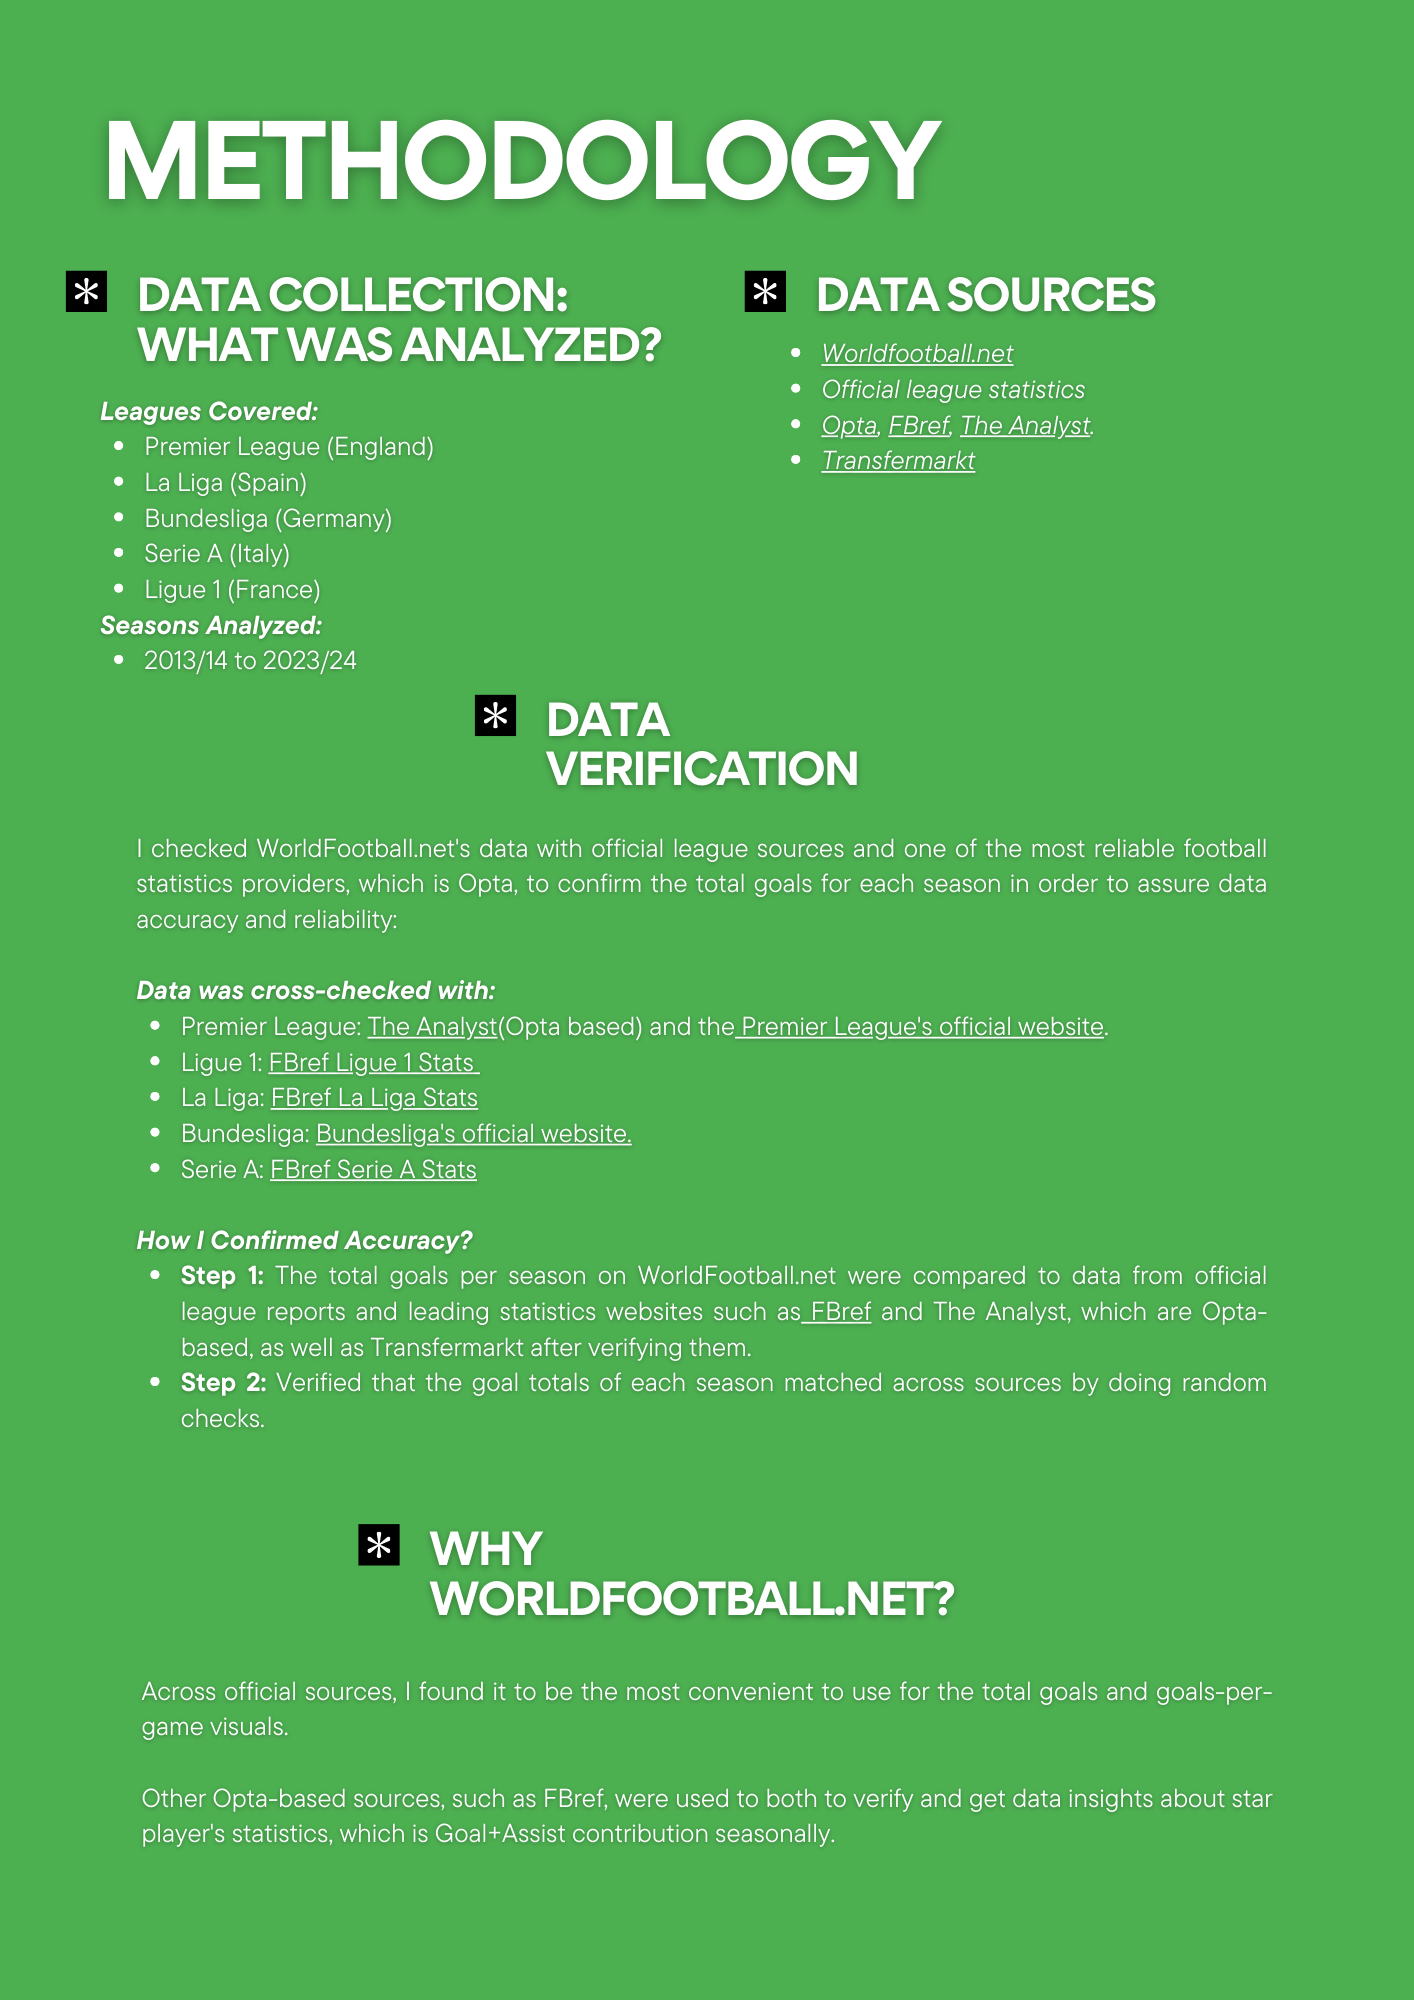 METHODOLOGY
* DATA COLLECTION:
WHAT WAS ANALYZED?
Leagues Covered:
• Premier League (England)
• La Liga (Spain)
• Bundesliga (Germany)
• Serie A (Italy)
• Ligue 1 (France)
Seasons Analyzed:
• 2013/14 to 2023/24
* DATA SOURCES
• Worldfootball.net
• Official league statistics
• Opta, FBref, The Analyst.
• Transfermarkt
* DATA
VERIFICATION
I checked WorldFootball.net's data with official league sources and one of the most reliable football
statistics providers, which is Opta, to confirm the total goals for each season in order to assure data
accuracy and reliability:
Data was cross-checked with:
• Premier League: The Analyst(Opta based) and the Premier League's official website.
• Ligue 1: FBref Ligue 1 Stats
• La Liga: FBref La Liga Stats
• Bundesliga: Bundesliga's official website.
• Serie A: FBref Serie A Stats
How I Confirmed Accuracy?
• Step 1: The total goals per season on WorldFootball.net were compared to data from official
league reports and leading statistics websites such as FBref and The Analyst, which are Opta-
based, as well as Transfermarkt after verifying them.
• Step 2: Verified that the goal totals of each season matched across sources by doing random
checks.
* WHY
WORLDFOOTBALL.NET?
Across official sources, I found it to be the most convenient to use for the total goals and goals-per-
game visuals.
Other Opta-based sources, such as FBref, were used to both to verify and get data insights about star
player's statistics, which is Goal+Assist contribution seasonally.